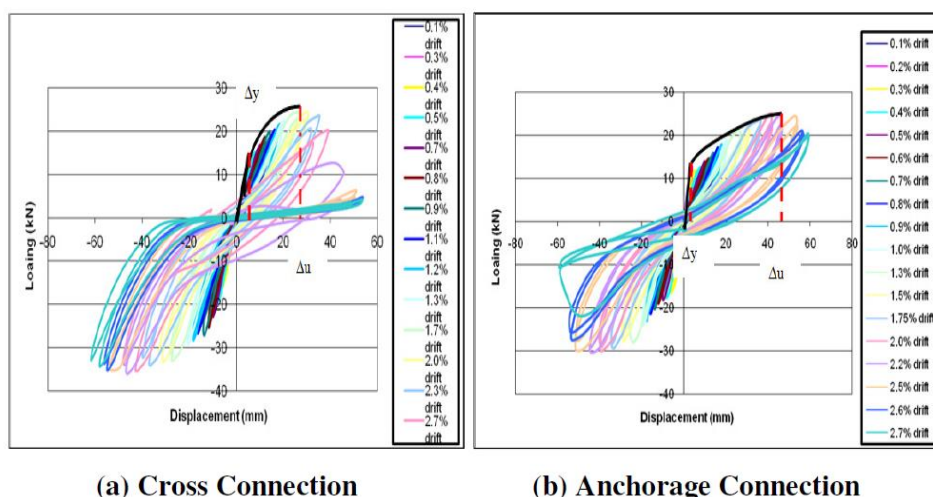 30
20
10
0
-10
-20
-30
-40
-80
-60
-40
-20
0
20
40
60
Δy
Δu
Loaing (kN)
Displacement (mm)
0.1%
drift
0.3%
drift
0.4%
drift
0.5%
drift
0.7%
drift
0.8%
drift
0.9%
drift
1.1%
drift
1.2%
drift
1.3%
drift
1.7%
drift
2.0%
drift
2.3%
drift
2.7%
drift
(a) Cross Connection
40
30
20
10
0
-10
-20
-30
-40
-80
-60
-40
-20
0
20
40
60
80
Δy
Δu
Loaing (kN)
Displacement (mm)
0.1% drift
0.2% drift
0.3% drift
0.4% drift
0.5% drift
0.6% drift
0.7% drift
0.8% drift
0.9% drift
1.0% drift
1.3% drift
1.5% drift
1.75% drift
2.0% drift
2.2% drift
2.5% drift
2.6% drift
2.7% drift
(b) Anchorage Connection